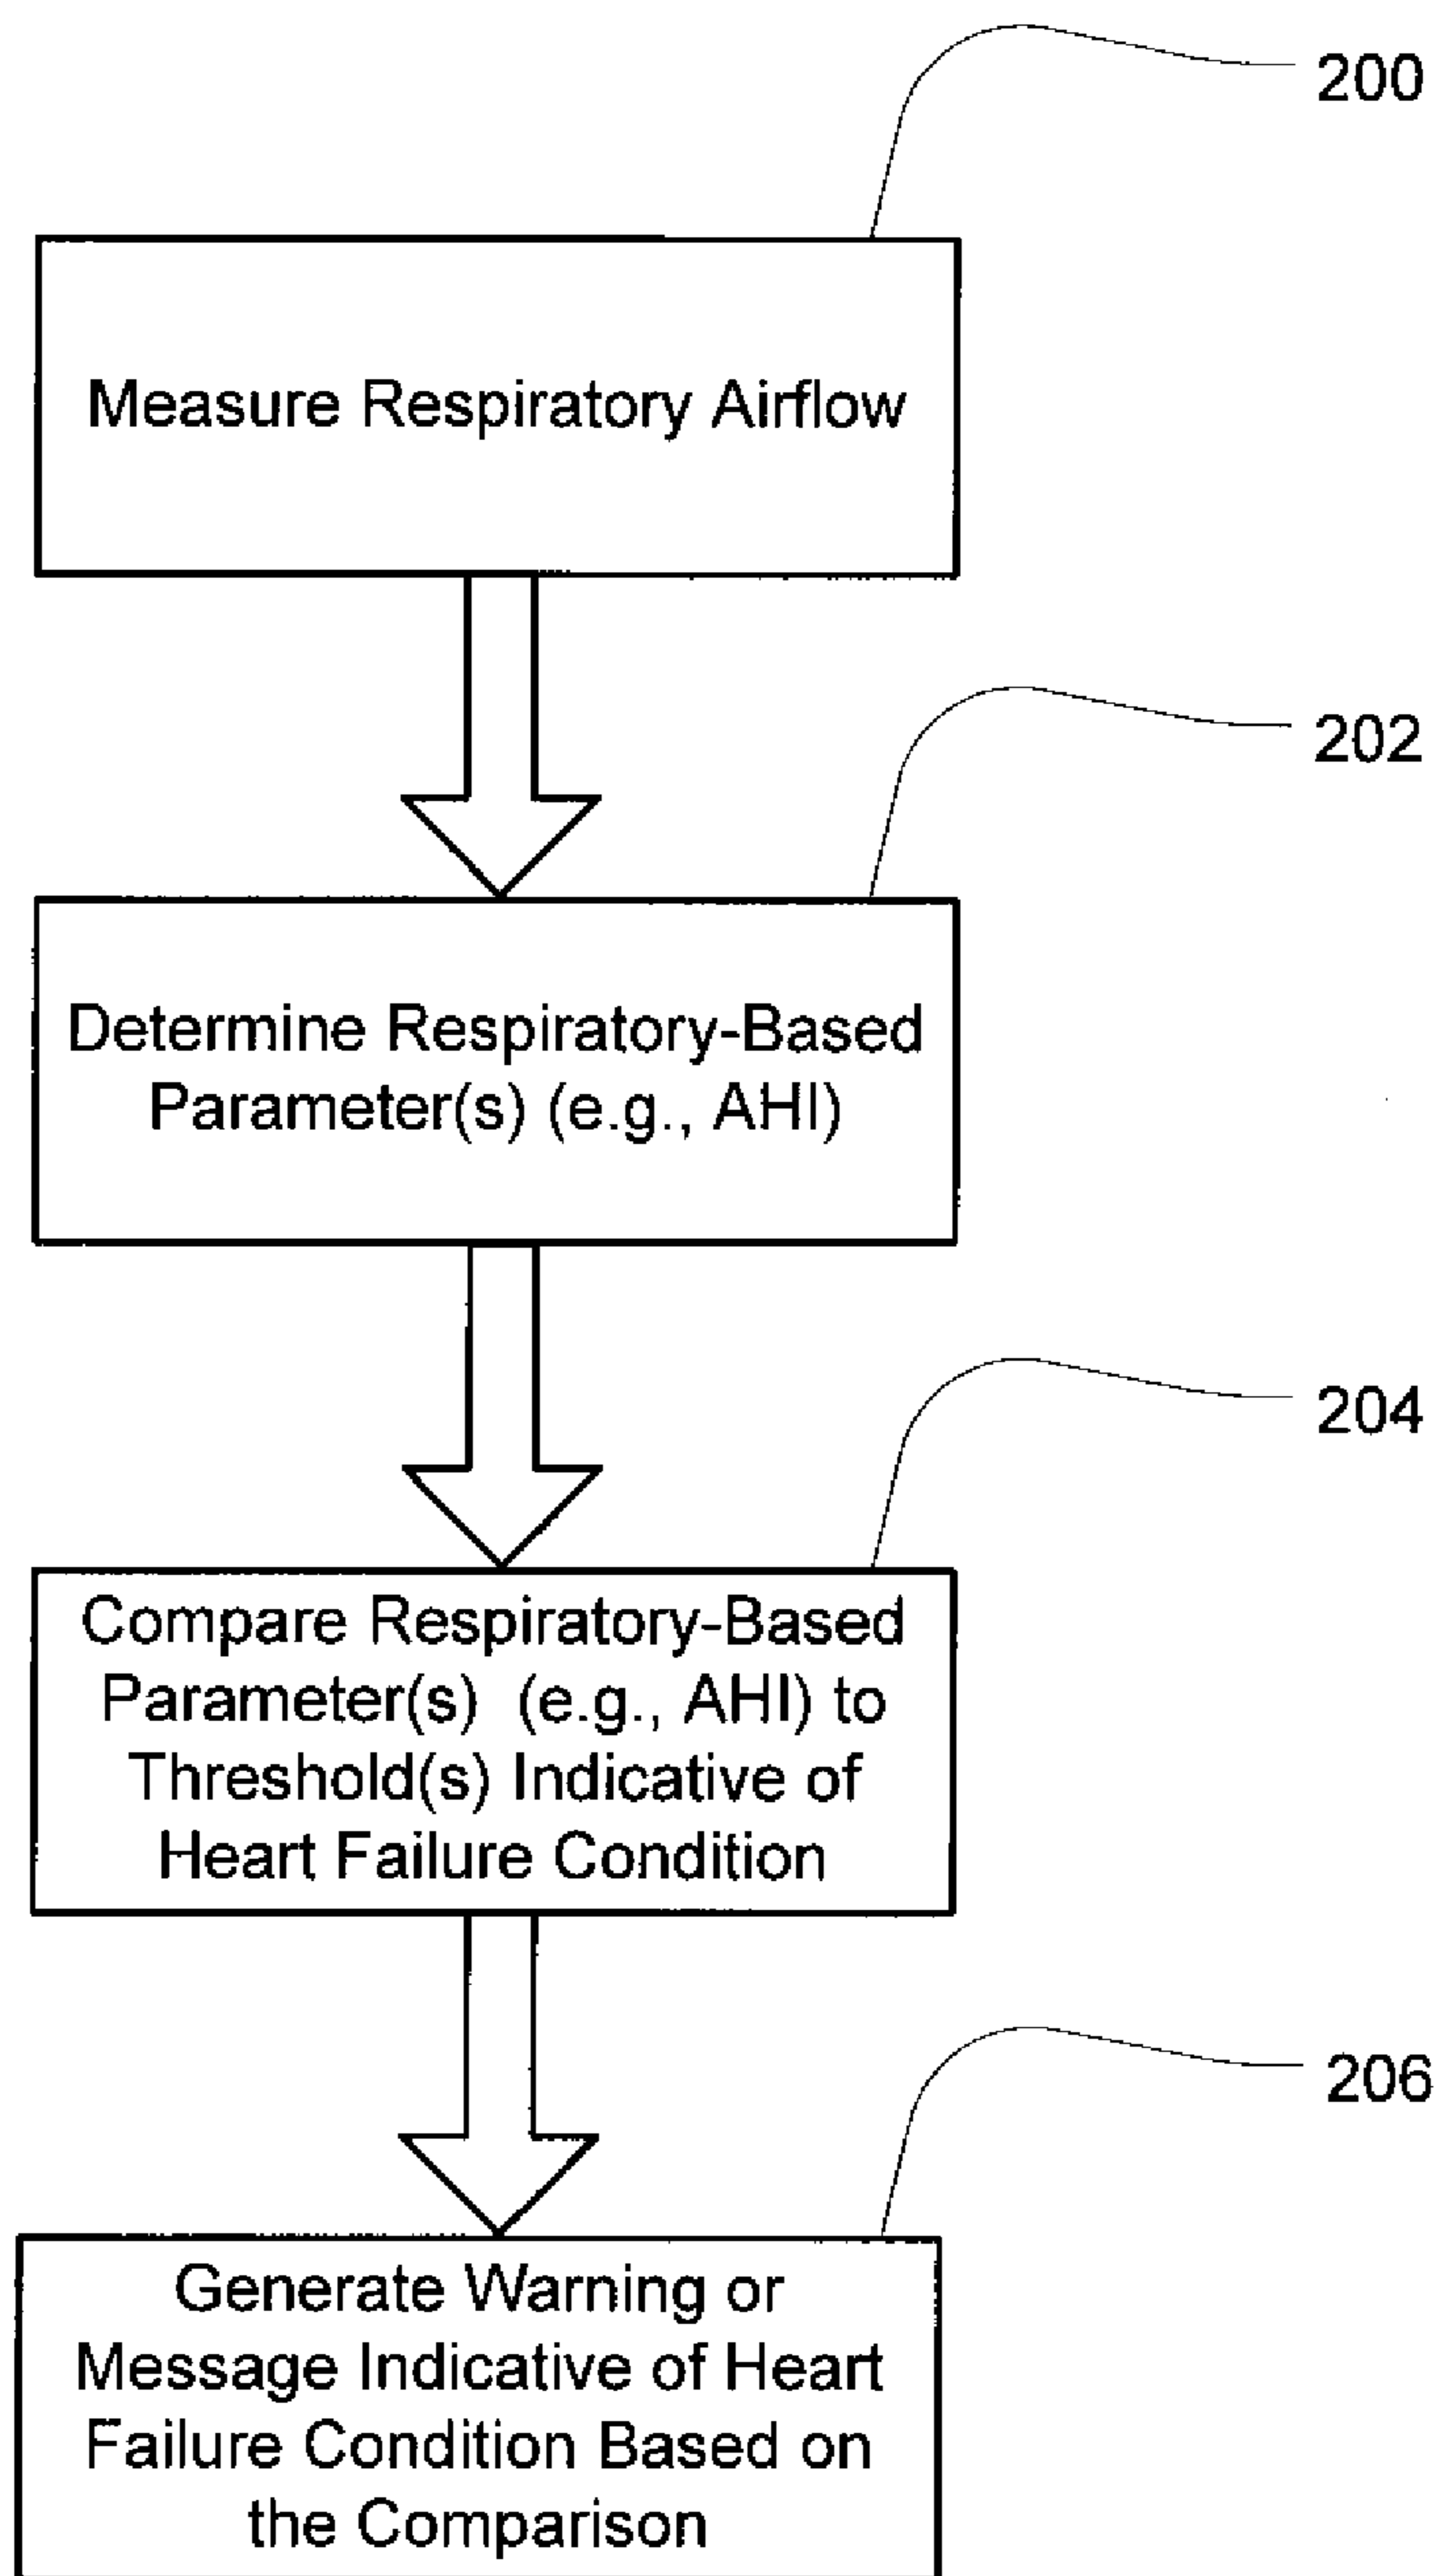 200
Measure Respiratory Airflow
202
Determine Respiratory-Based
Parameter(s) (e.g., AHI)
204
Compare Respiratory-Based
Parameter(s) (e.g., AHI) to
Threshold(s) Indicative of
Heart Failure Condition
206
Generate Warning or
Message Indicative of Heart
Failure Condition Based on
the Comparison